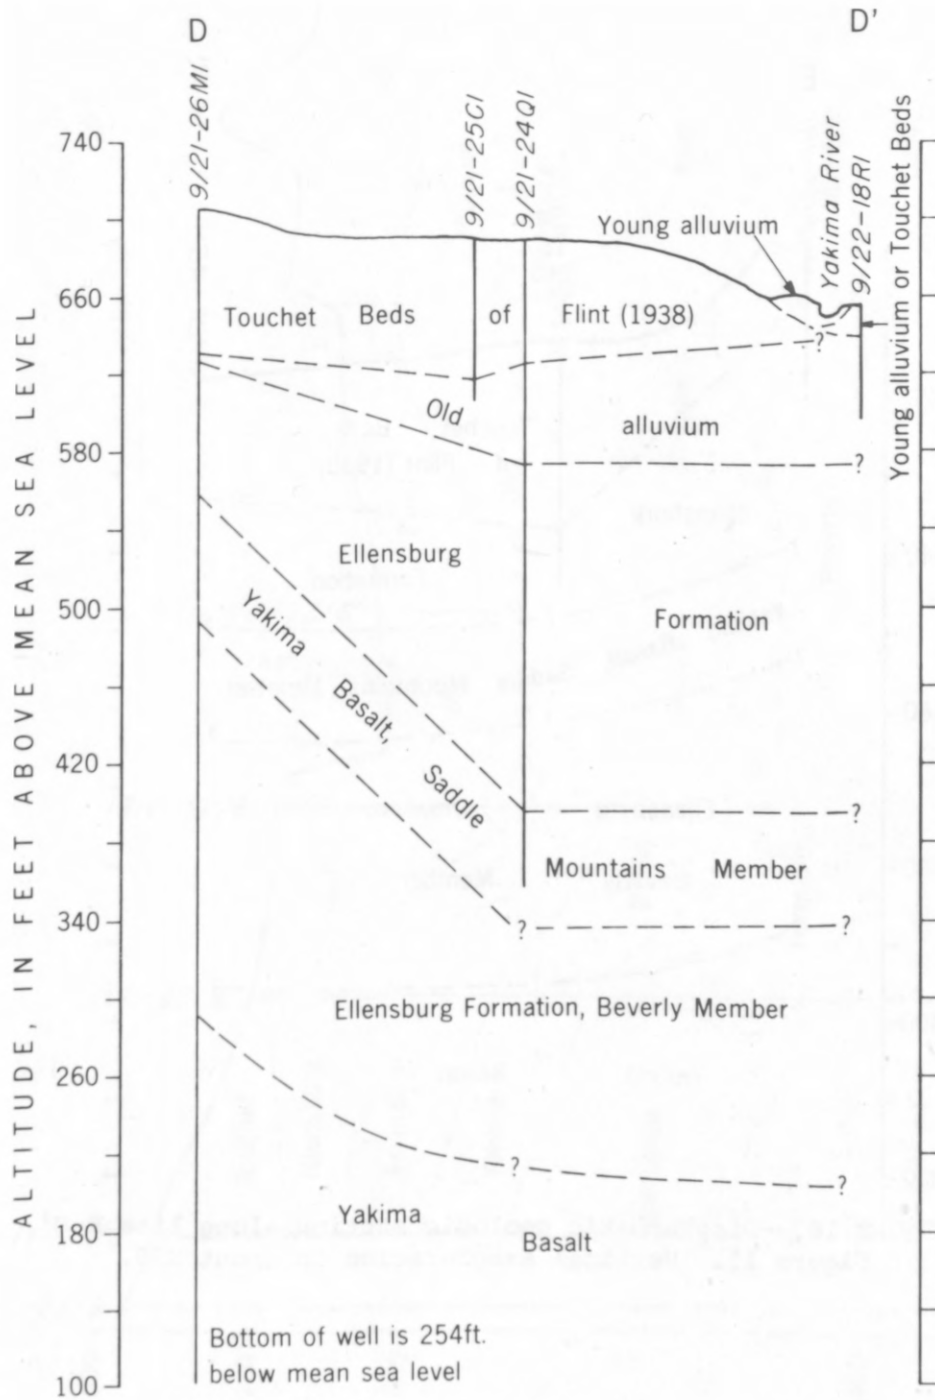 D
D'
9/21-26M1
9/21-25C1
9/21-24Q1
Yakima River
9/22-18R1
Young alluvium or Touchet Beds
ALTITUDE, IN FEET ABOVE MEAN SEA LEVEL
740
660
580
500
420
340
260
180
100
Young alluvium
Touchet Beds of Flint (1938)
?
Old alluvium
?
Ellensburg Formation
Yakima Basalt, Saddle Mountains Member
?
?
?
Ellensburg Formation, Beverly Member
?
?
Yakima
Basalt
Bottom of well is 254ft.
below mean sea level